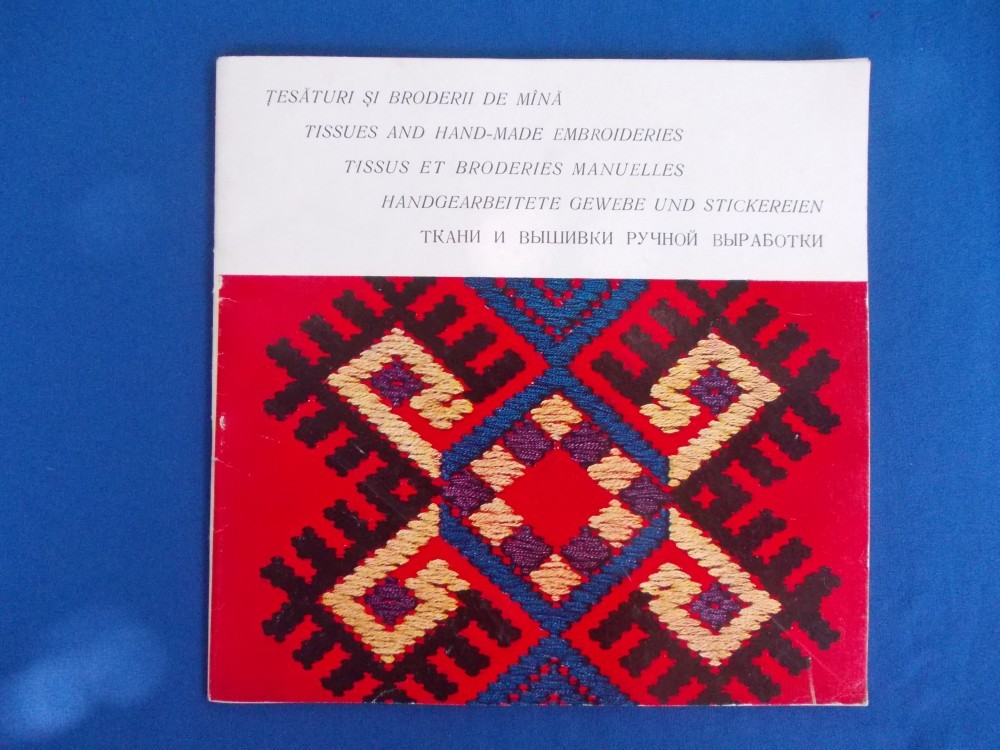 ȚESĂTURI ȘI BRODERII DE MÎNĂ
TISSUES AND HAND-MADE EMBROIDERIES
TISSUS ET BRODERIES MANUELLES
HANDGEARBEITETE GEWEBE UND STICKEREIEN
ТКАНИ И ВЫШИВКИ РУЧНОЙ ВЫРАБОТКИ